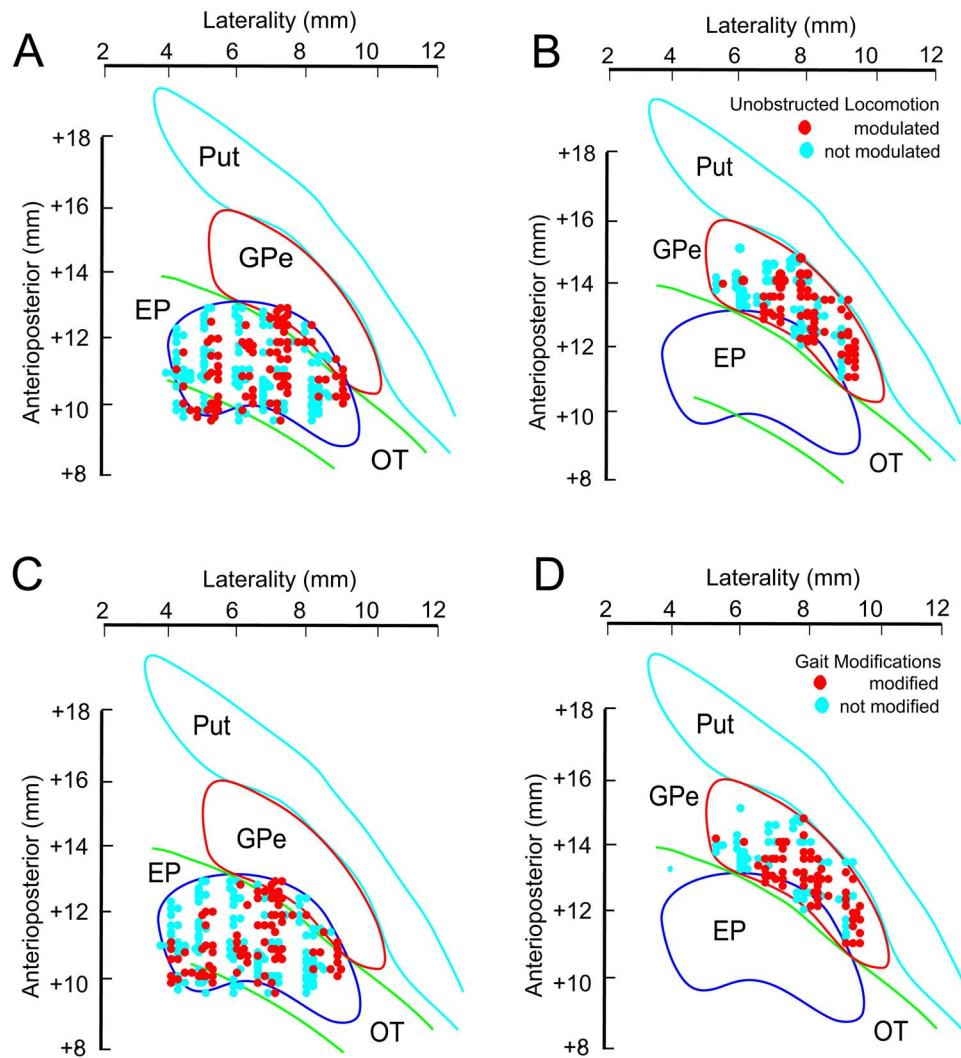 A
Laterality (mm)
2 4 6 8 10 12
Anterioposterior (mm)
+18
+16
+14
+12
+10
+8
Put
GPe
EP
OT
B
Laterality (mm)
2 4 6 8 10 12
Unobstructed Locomotion
modulated
not modulated
Anterioposterior (mm)
+18
+16
+14
+12
+10
+8
Put
GPe
EP
OT
C
Laterality (mm)
2 4 6 8 10 12
Anterioposterior (mm)
+18
+16
+14
+12
+10
+8
Put
GPe
EP
OT
D
Laterality (mm)
2 4 6 8 10 12
Gait Modifications
modified
not modified
Anterioposterior (mm)
+18
+16
+14
+12
+10
+8
Put
GPe
EP
OT